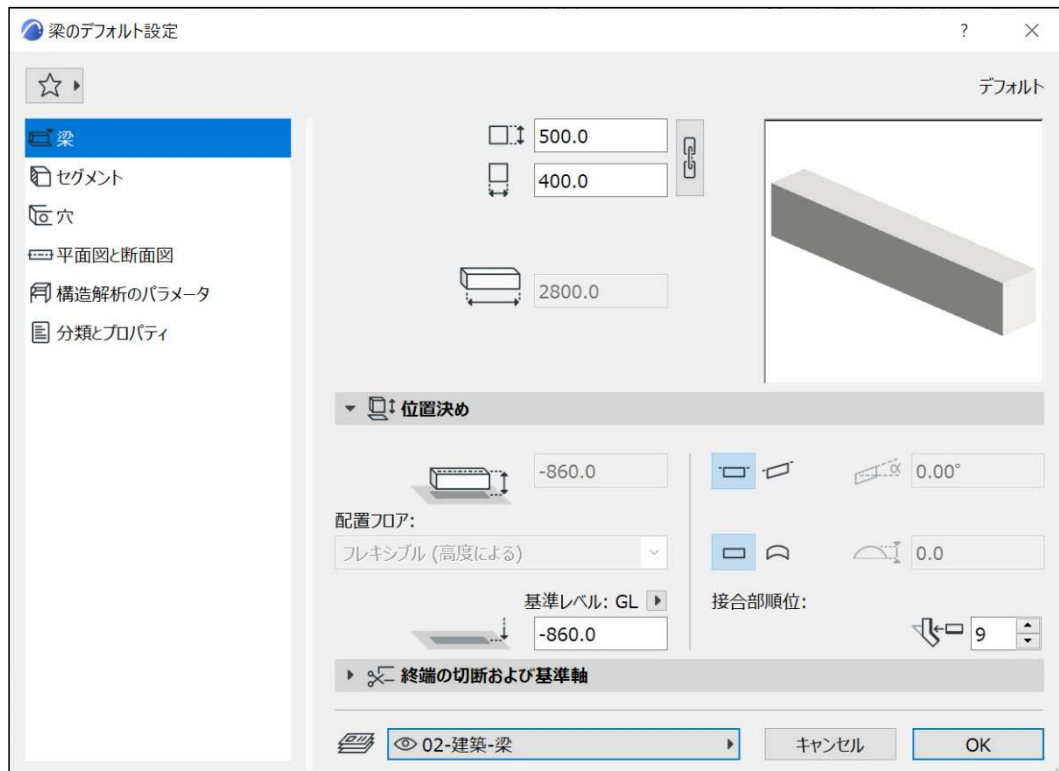 梁のデフォルト設定
?
デフォルト
梁
セグメント
穴
平面図と断面図
構造解析のパラメータ
分類とプロパティ
500.0
400.0
2800.0
位置決め
-860.0
配置フロア:
フレキシブル (高度による)
基準レベル: GL
-860.0
α 0.00°
0.0
接合部順位:
9
終端の切断および基準軸
02-建築-梁
キャンセル
OK